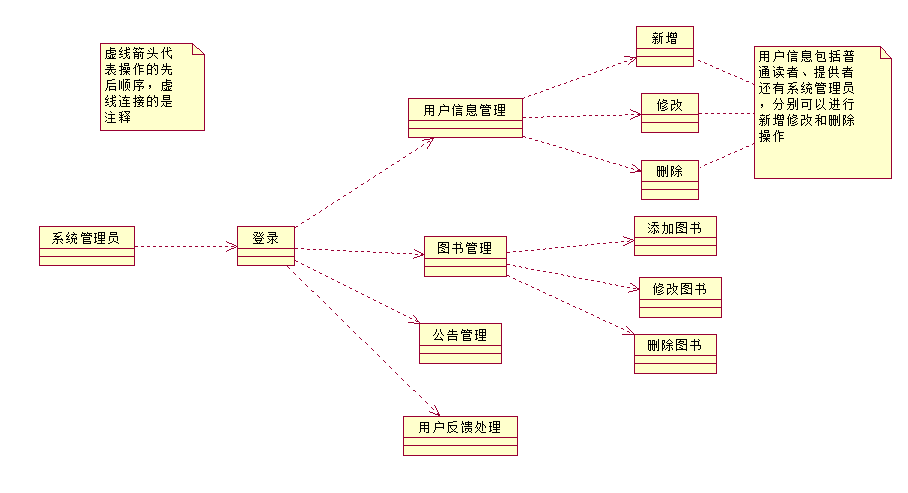 虚线箭头代
表操作的先
后顺序，虚
线连接的是
注释
新增
用户信息包括普
通读者、提供者
还有系统管理员
，分别可以进行
新增修改和删除
操作
用户信息管理
修改
删除
系统管理员
登录
图书管理
添加图书
修改图书
公告管理
删除图书
用户反馈处理